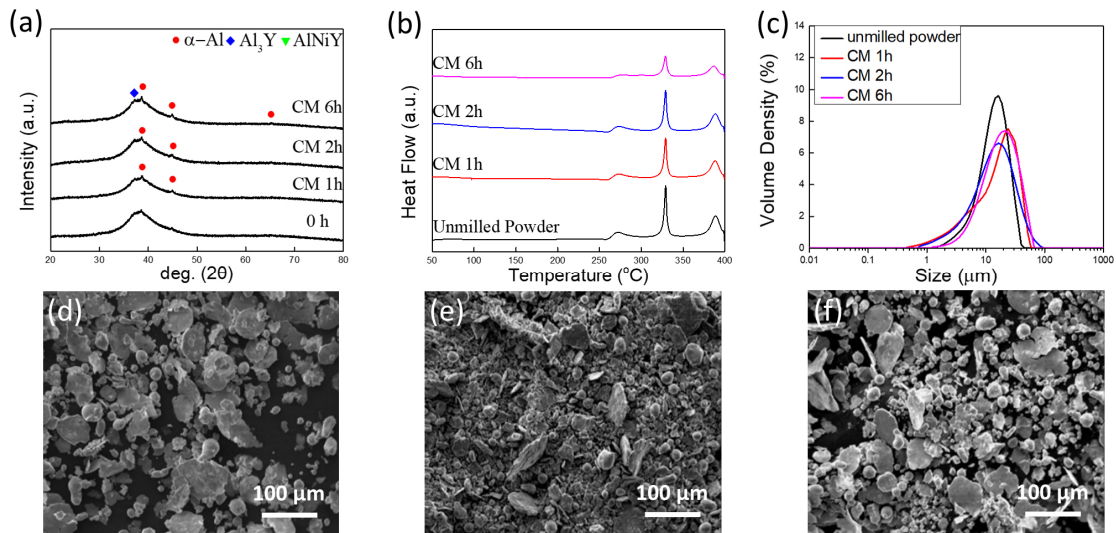 (a)
α–Al Al₃Y AlNiY
CM 6h
CM 2h
CM 1h
0 h
Intensity (a.u.)
20 30 40 50 60 70 80
deg. (2θ)
(b)
CM 6h
CM 2h
CM 1h
Unmilled Powder
Heat Flow (a.u.)
50 100 150 200 250 300 350 400
Temperature (°C)
(c)
unmilled powder
CM 1h
CM 2h
CM 6h
Volume Density (%)
14
12
10
8
6
4
2
0
0.01 0.1 1 10 100 1000
Size (μm)
(d)
100 μm
(e)
100 μm
(f)
100 μm